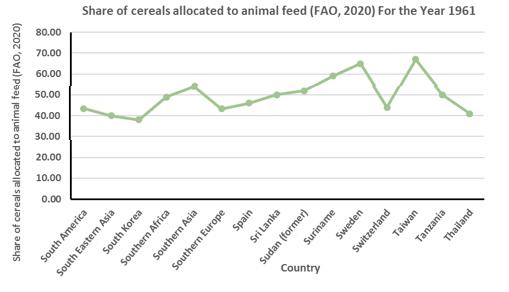 Share of cereals allocated to animal feed (FAO, 2020) For the Year 1961
Share of cereals allocated to animal feed (FAO, 2020)
80.00
70.00
60.00
50.00
40.00
30.00
20.00
10.00
0.00
South America
South Eastern Asia
South Korea
Southern Africa
Southern Asia
Southern Europe
Spain
Sri Lanka
Sudan (former)
Suriname
Sweden
Switzerland
Taiwan
Tanzania
Thailand
Country